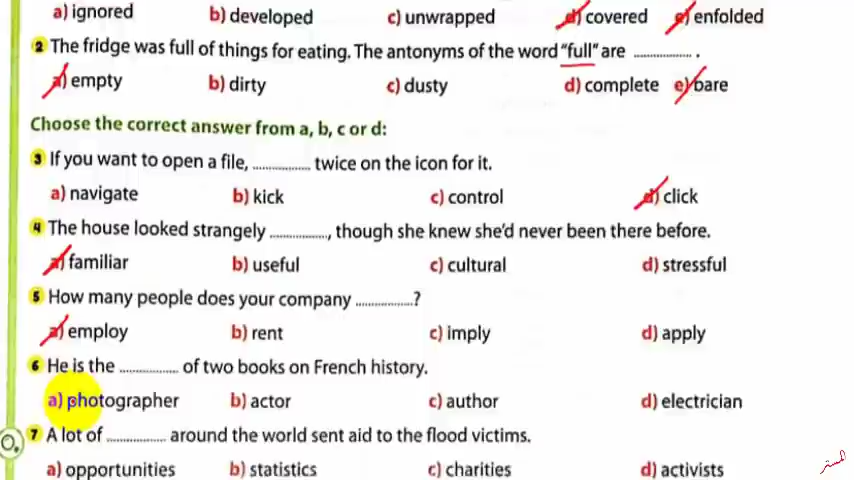 a) ignored b) developed c) unwrapped d) covered e) enfolded
2 The fridge was full of things for eating. The antonyms of the word "full" are .................. .
a) empty b) dirty c) dusty d) complete e) bare
Choose the correct answer from a, b, c or d:
3 If you want to open a file, .................. twice on the icon for it.
a) navigate b) kick c) control d) click
4 The house looked strangely .................., though she knew she'd never been there before.
a) familiar b) useful c) cultural d) stressful
5 How many people does your company ..................?
a) employ b) rent c) imply d) apply
6 He is the .................. of two books on French history.
a) photographer b) actor c) author d) electrician
7 A lot of .................. around the world sent aid to the flood victims.
a) opportunities b) statistics c) charities d) activists